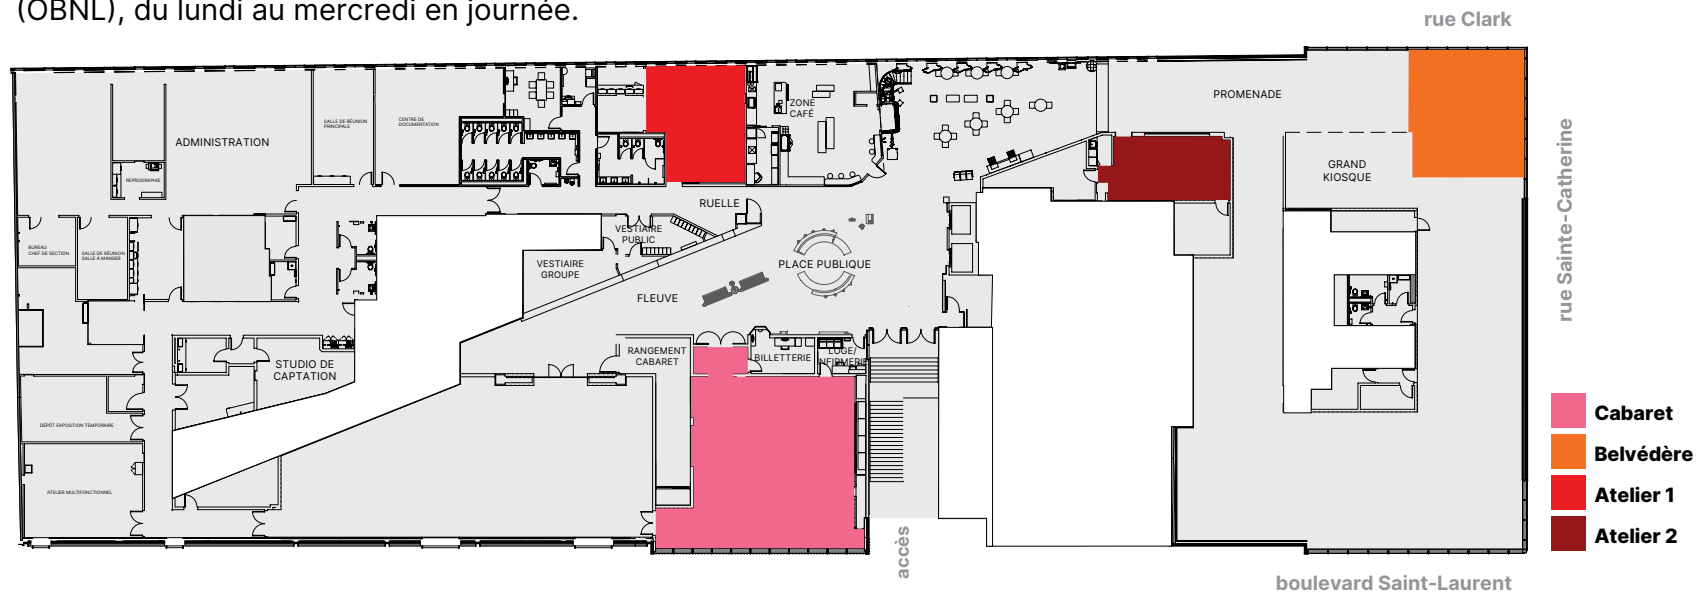 (OBNL), du lundi au mercredi en journée.
rue Clark
ADMINISTRATION
SALLE DE RÉUNION
PRINCIPALE
CENTRE DE
DOCUMENTATION
ZONE
CAFÉ
PROMENADE
GRAND
KIOSQUE
REPROGRAPHIE
RUELLE
VESTIAIRE
PUBLIC
VESTIAIRE
GROUPE
PLACE PUBLIQUE
FLEUVE
BUREAU
CHEF DE SECTION
SALLE DE RÉUNION
SALLE À MANGER
rue Sainte-Catherine
STUDIO DE
CAPTATION
RANGEMENT
CABARET
BILLETTERIE
LOGE/
INFIRMERIE
DÉPÔT EXPOSITION TEMPORAIRE
ATELIER MULTIFONCTIONNEL
accès
Cabaret
Belvédère
Atelier 1
Atelier 2
boulevard Saint-Laurent